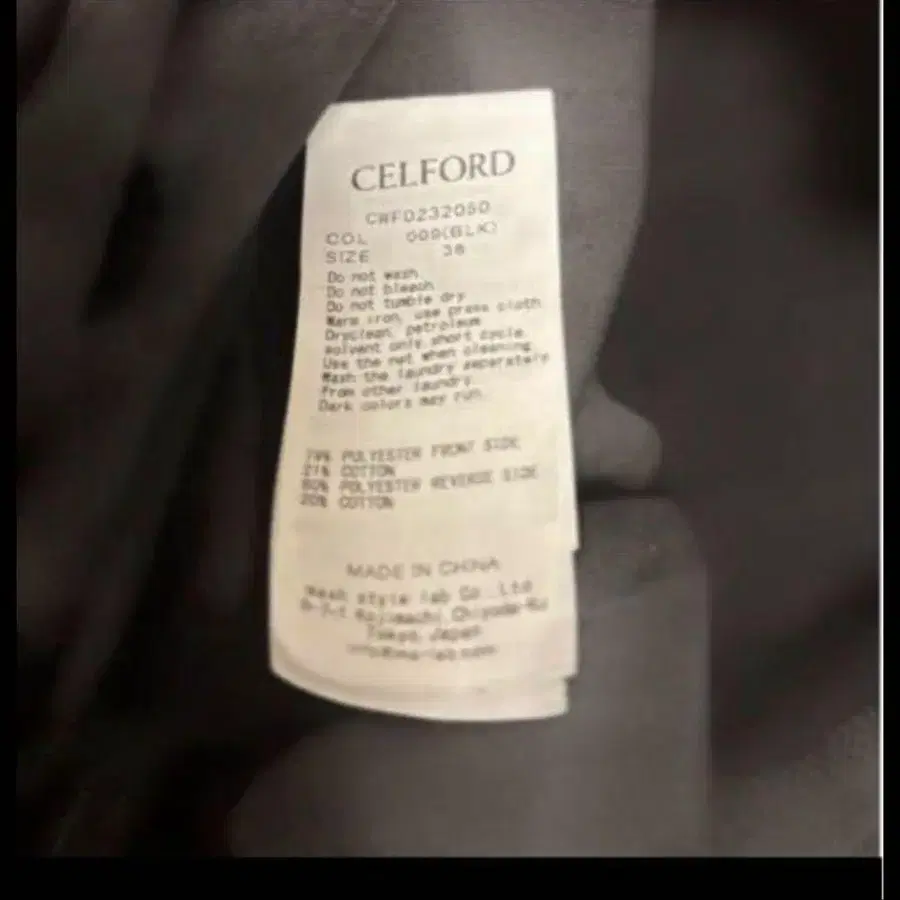 CELFORD
CWFD232050
COL 009(BLK)
SIZE 38
Do not wash
Do not bleach
Do not tumble dry
Warm iron, use press cloth
Dryclean, petroleum
solvent only, short cycle.
Use the net when cleaning
Wash the laundry separately
from other laundry.
Dark colors may run.
79% POLYESTER FRONT SIDE
21% COTTON
80% POLYESTER REVERSE SIDE
20% COTTON
MADE IN CHINA
mash style lab Co.,Ltd
Kojimachi, Chiyoda-Ku
Tokyo, Japan